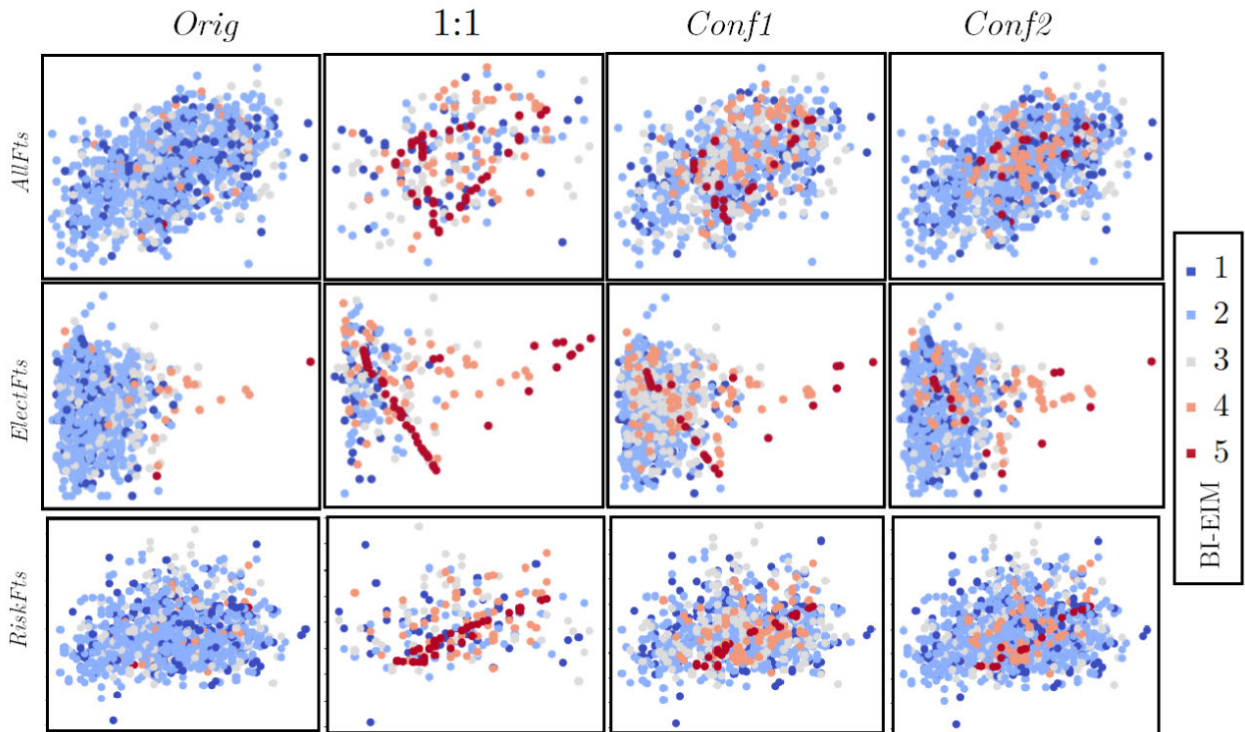 Orig
1:1
Conf1
Conf2
AllFts
ElectFts
RiskFts
1
2
3
4
5
BI-EIM